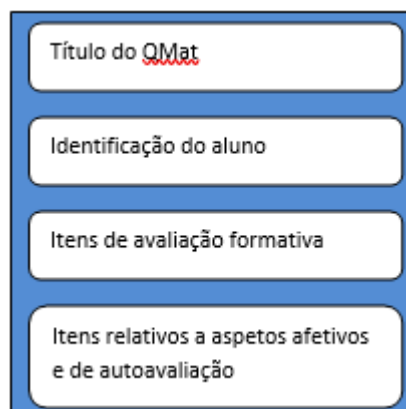 Título do QMat
Identificação do aluno
Itens de avaliação formativa
Itens relativos a aspetos afetivos
e de autoavaliação